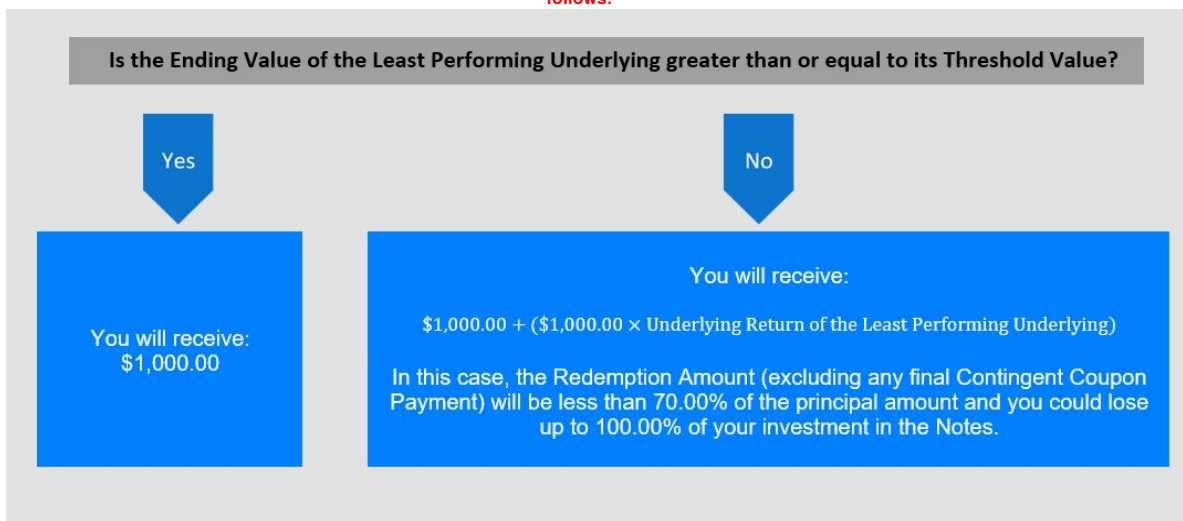 follows:
Is the Ending Value of the Least Performing Underlying greater than or equal to its Threshold Value?
Yes
No
You will receive:
$1,000.00
You will receive:
$1,000.00 + ($1,000.00 × Underlying Return of the Least Performing Underlying)
In this case, the Redemption Amount (excluding any final Contingent Coupon
Payment) will be less than 70.00% of the principal amount and you could lose
up to 100.00% of your investment in the Notes.